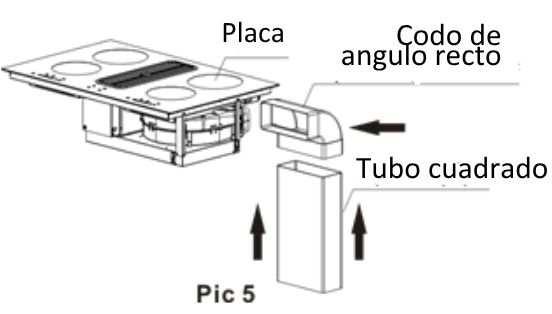 Placa
Codo de
angulo recto
Tubo cuadrado
Pic 5